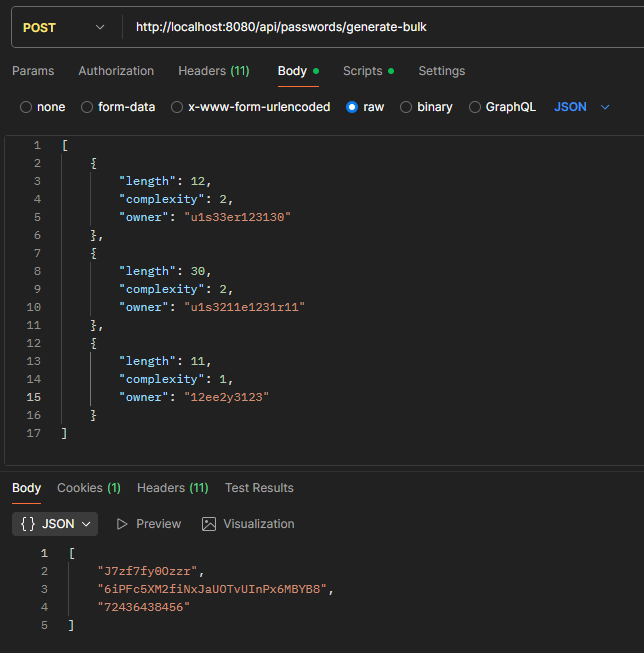 POST http://localhost:8080/api/passwords/generate-bulk
Params Authorization Headers (11) Body Scripts Settings
none form-data x-www-form-urlencoded raw binary GraphQL JSON
1 [
2 {
3 "length": 12,
4 "complexity": 2,
5 "owner": "u1s33er123130"
6 },
7 {
8 "length": 30,
9 "complexity": 2,
10 "owner": "u1s3211e1231r11"
11 },
12 {
13 "length": 11,
14 "complexity": 1,
15 "owner": "12ee2y3123"
16 }
17 ]
Body Cookies (1) Headers (11) Test Results
{} JSON Preview Visualization
1 [
2 "J7zf7fy0Ozzr",
3 "6iPFc5XM2fiNxJaUOTvUInPx6MBYB8",
4 "72436438456"
5 ]